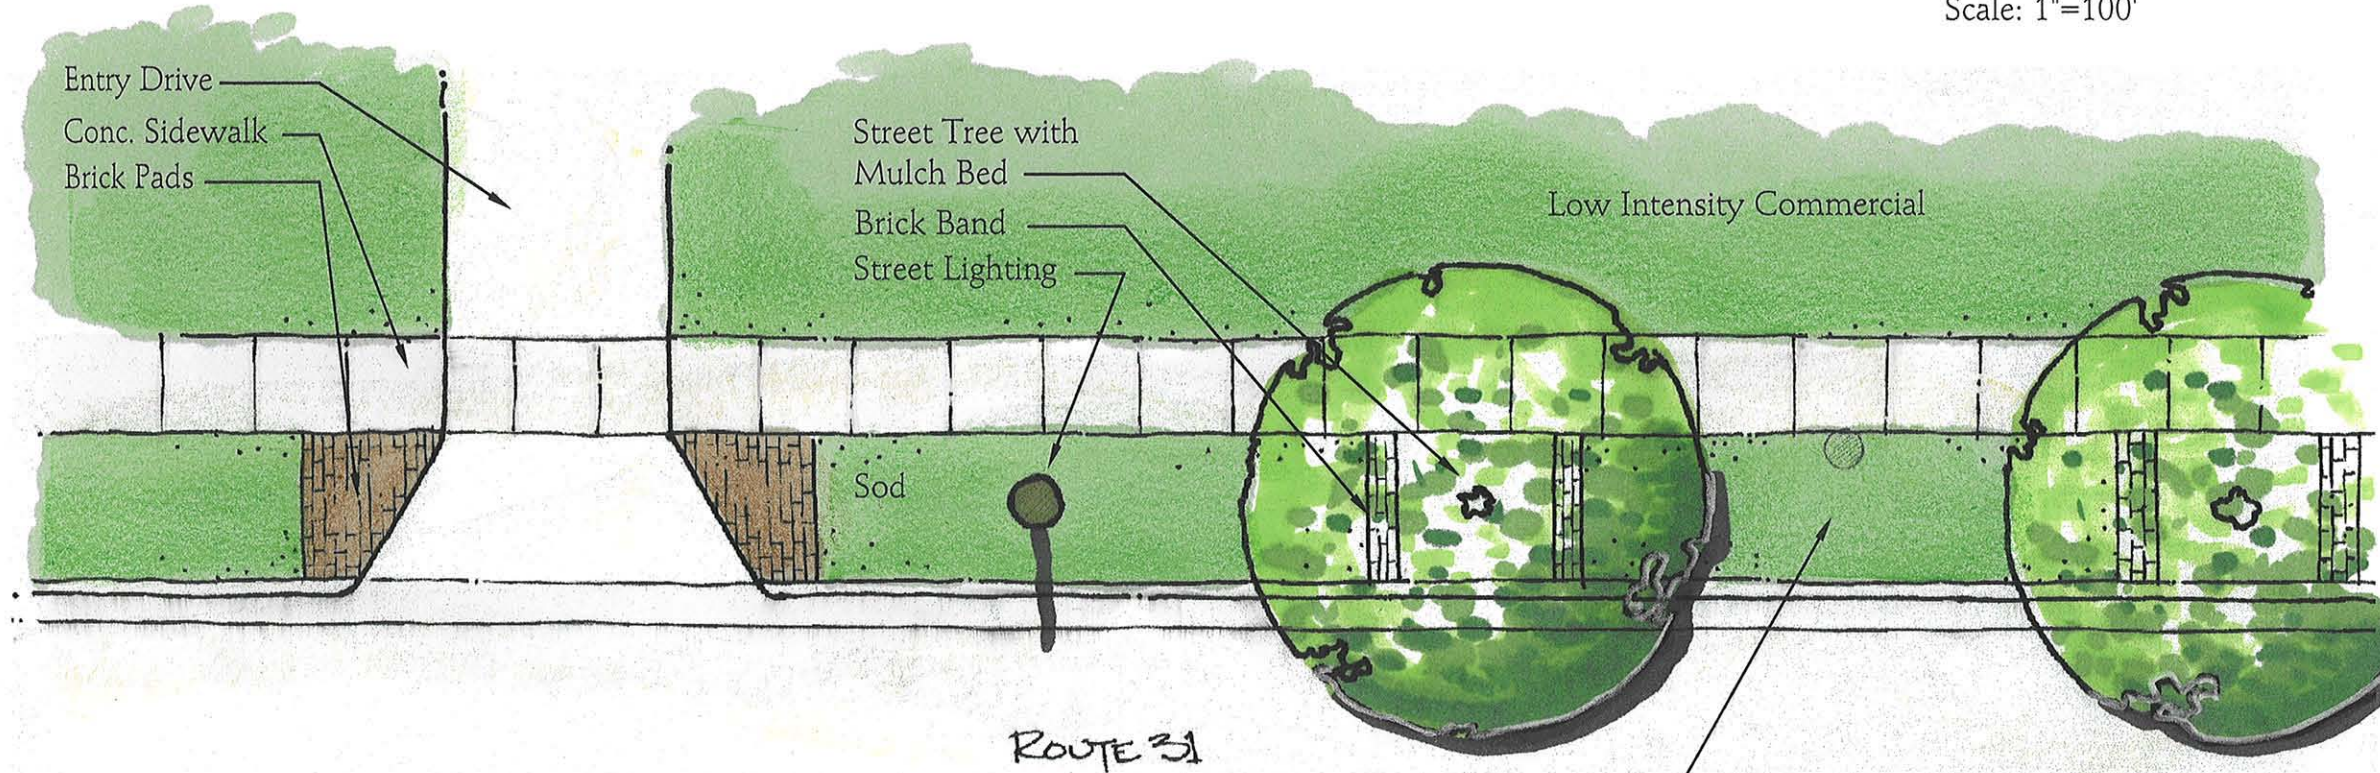 Scale: 1"=100'
Entry Drive
Conc. Sidewalk
Brick Pads
Street Tree with
Mulch Bed
Brick Band
Street Lighting
Low Intensity Commercial
Sod
ROUTE 31